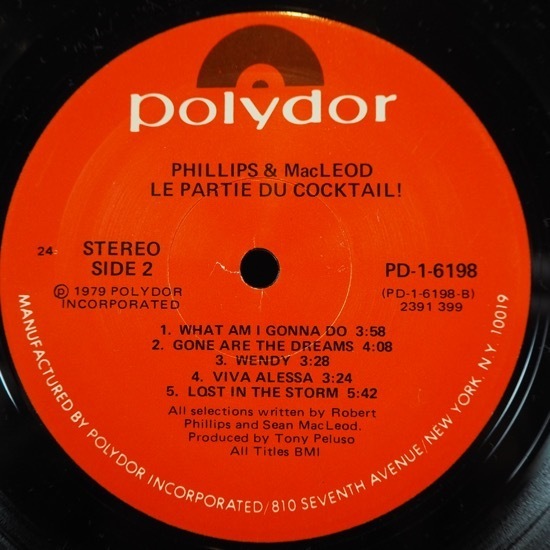 polydor
PHILLIPS & MacLEOD
LE PARTIE DU COCKTAIL!
24
STEREO
SIDE 2
PD-1-6198
℗ 1979 POLYDOR
INCORPORATED
(PD-1-6198-B)
2391 399
1. WHAT AM I GONNA DO 3:58
2. GONE ARE THE DREAMS 4:08
3. WENDY 3:28
4. VIVA ALESSA 3:24
5. LOST IN THE STORM 5:42
All selections written by Robert
Phillips and Sean MacLeod.
Produced by Tony Peluso
All Titles BMI
MANUFACTURED BY POLYDOR INCORPORATED/810 SEVENTH AVENUE/NEW YORK, N.Y. 10019